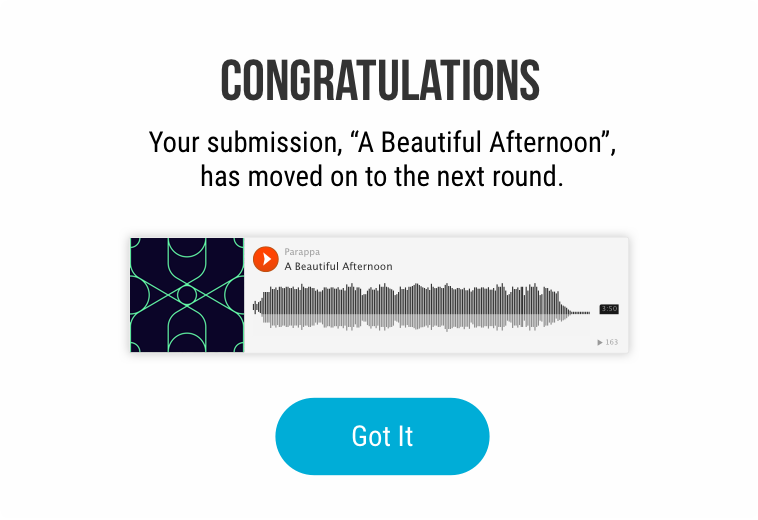 CONGRATULATIONS
Your submission, “A Beautiful Afternoon”,
has moved on to the next round.
Parappa
A Beautiful Afternoon
3:50
163
Got It